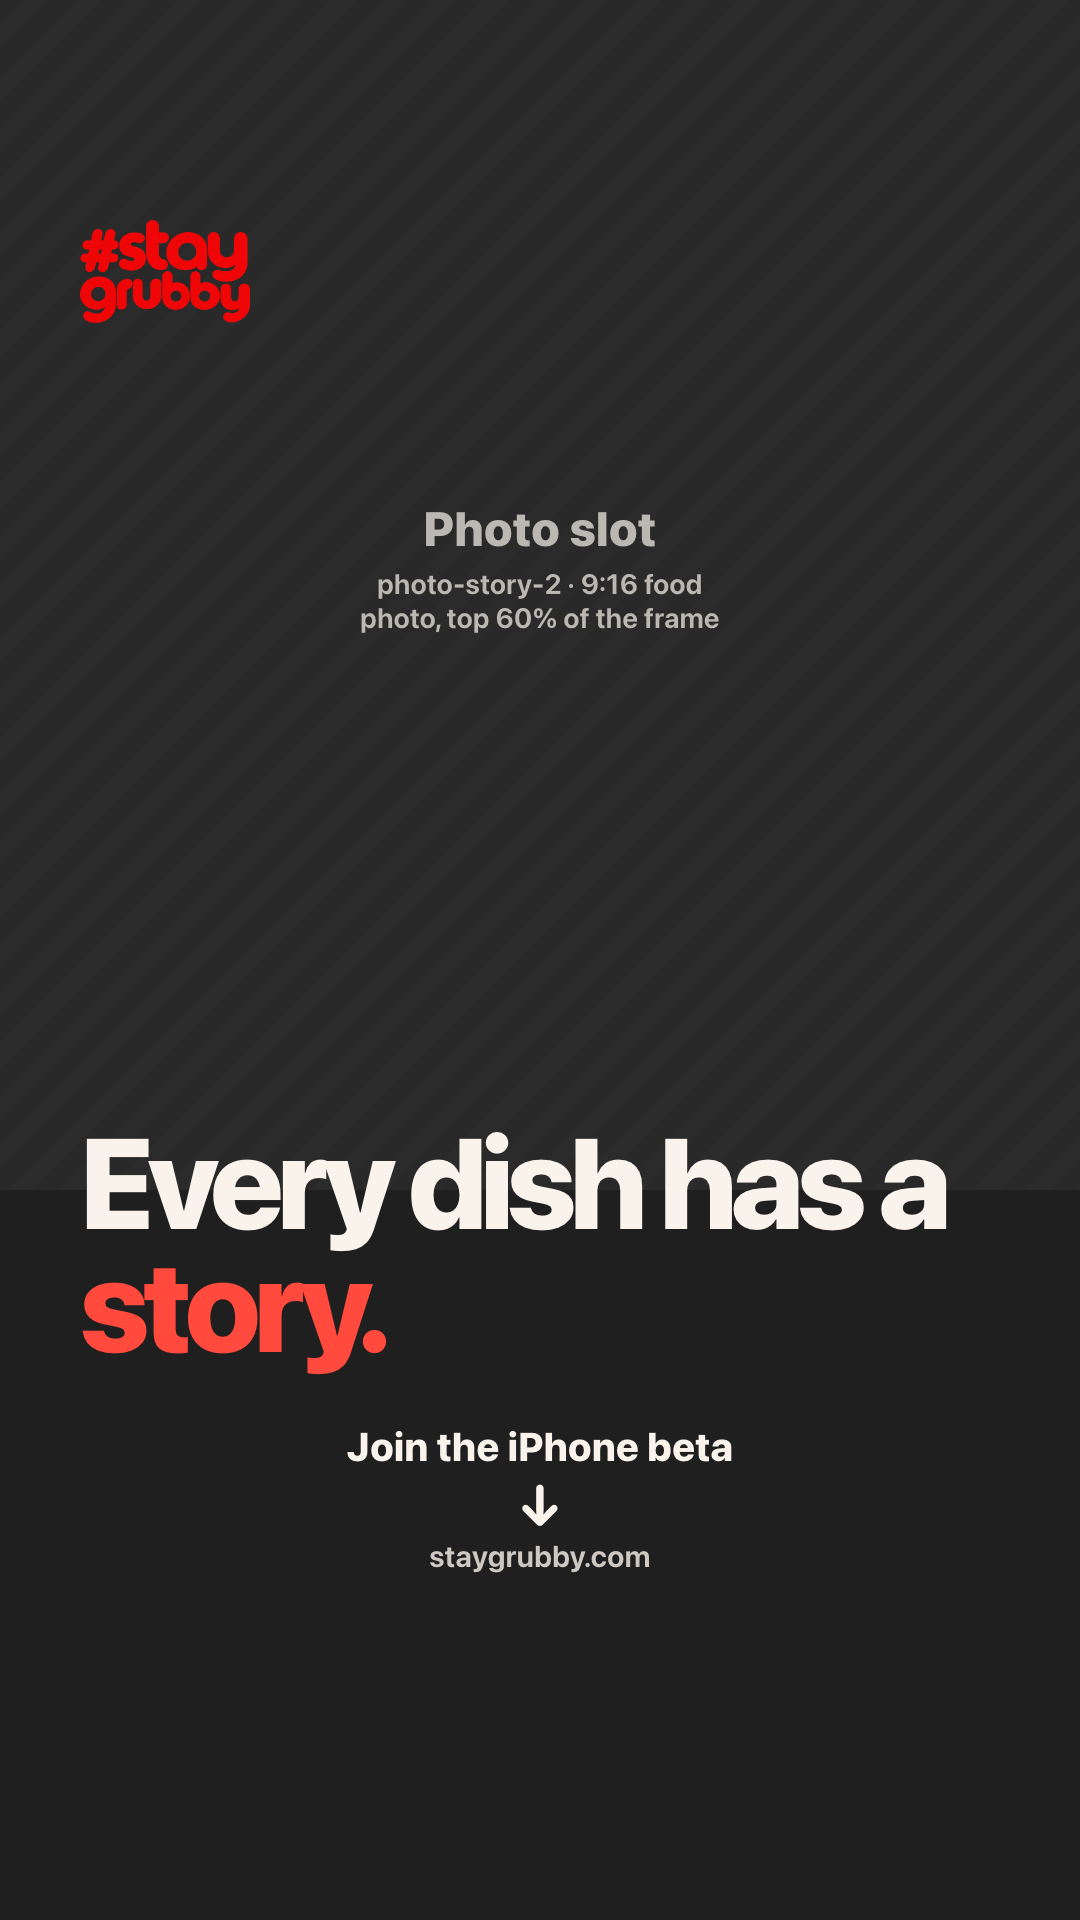 #stay
grubby
Photo slot
photo-story-2 · 9:16 food
photo, top 60% of the frame
Every dish has a
story.
Join the iPhone beta
↓
staygrubby.com